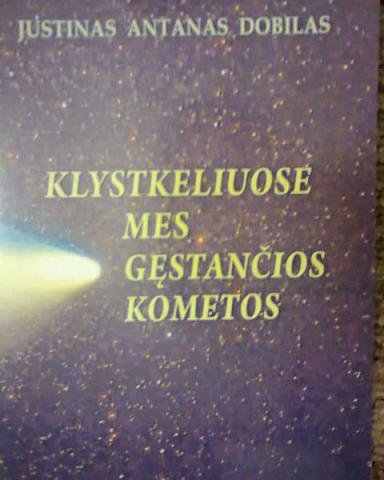 JUSTINAS ANTANAS DOBILAS
KLYSTKELIUOSE
MES
GĘSTANČIOS
KOMETOS